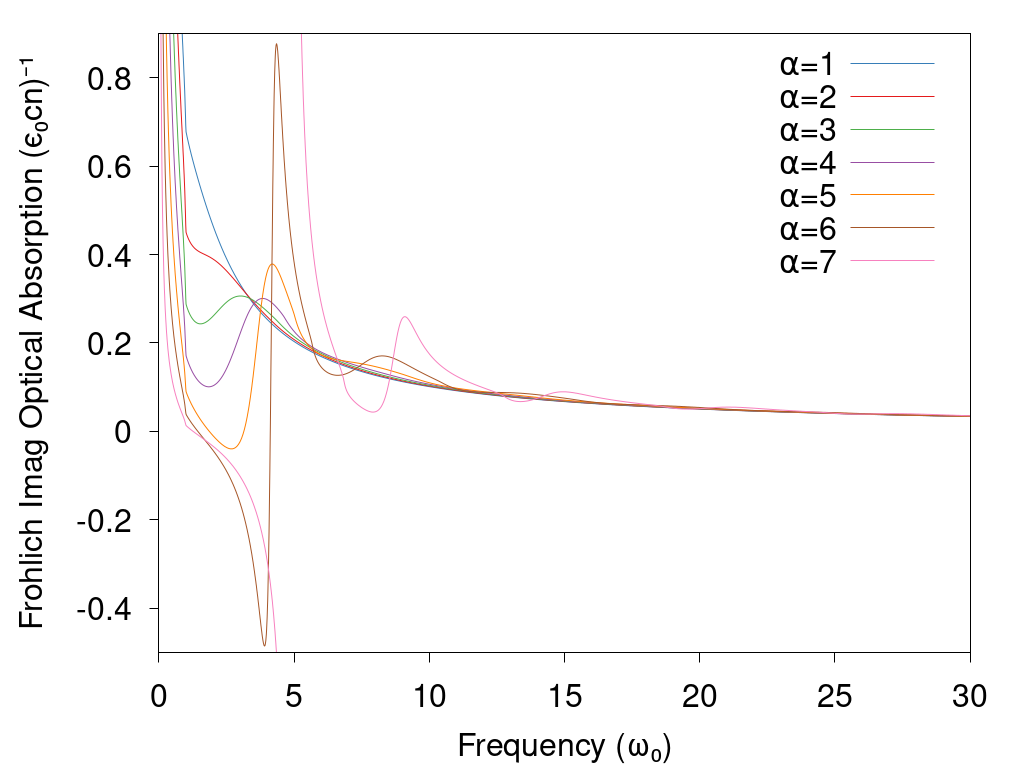 Frohlich Imag Optical Absorption (ϵ₀cn)⁻¹
0.8
0.6
0.4
0.2
0
-0.2
-0.4
α=1
α=2
α=3
α=4
α=5
α=6
α=7
0 5 10 15 20 25 30
Frequency (ω₀)